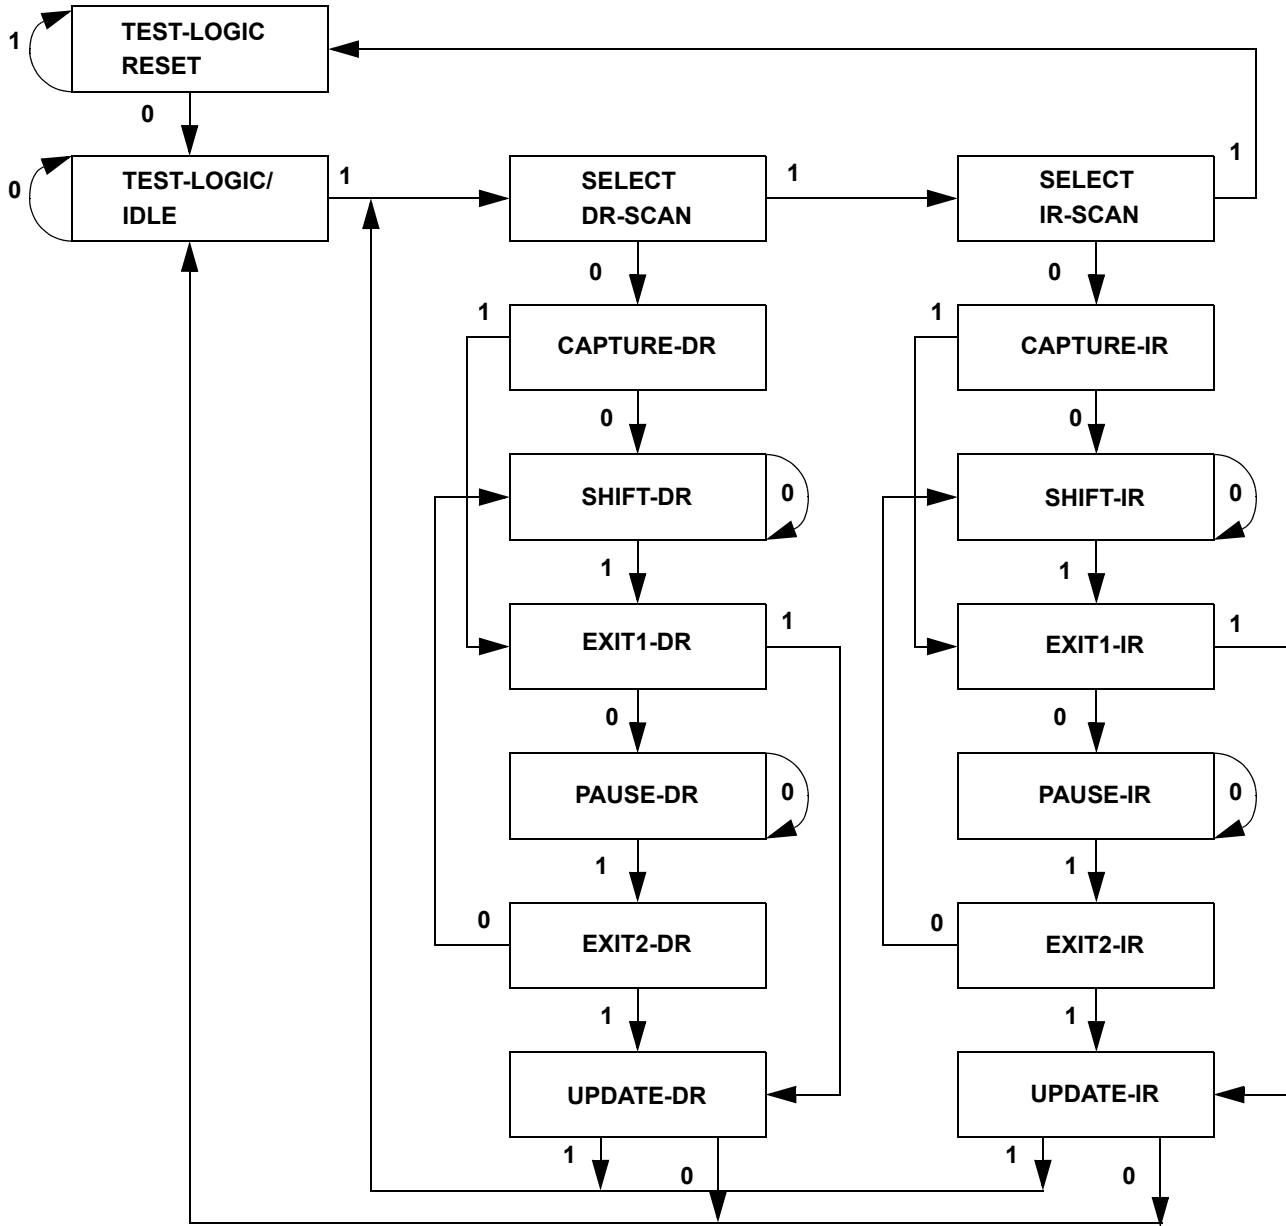 1
TEST-LOGIC
RESET
0
0
TEST-LOGIC/
IDLE
1
SELECT
DR-SCAN
1
SELECT
IR-SCAN
1
0
0
1
CAPTURE-DR
1
CAPTURE-IR
0
0
SHIFT-DR
0
SHIFT-IR
0
1
1
EXIT1-DR
1
EXIT1-IR
1
0
0
PAUSE-DR
0
PAUSE-IR
0
1
1
0
EXIT2-DR
0
EXIT2-IR
1
1
UPDATE-DR
UPDATE-IR
1
0
1
0